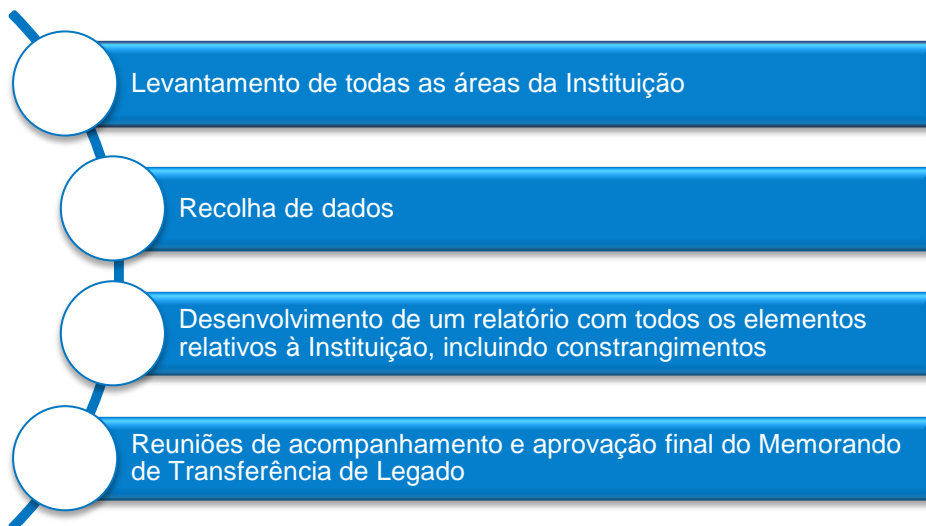 Levantamento de todas as áreas da Instituição
Recolha de dados
Desenvolvimento de um relatório com todos os elementos
relativos à Instituição, incluindo constrangimentos
Reuniões de acompanhamento e aprovação final do Memorando
de Transferência de Legado